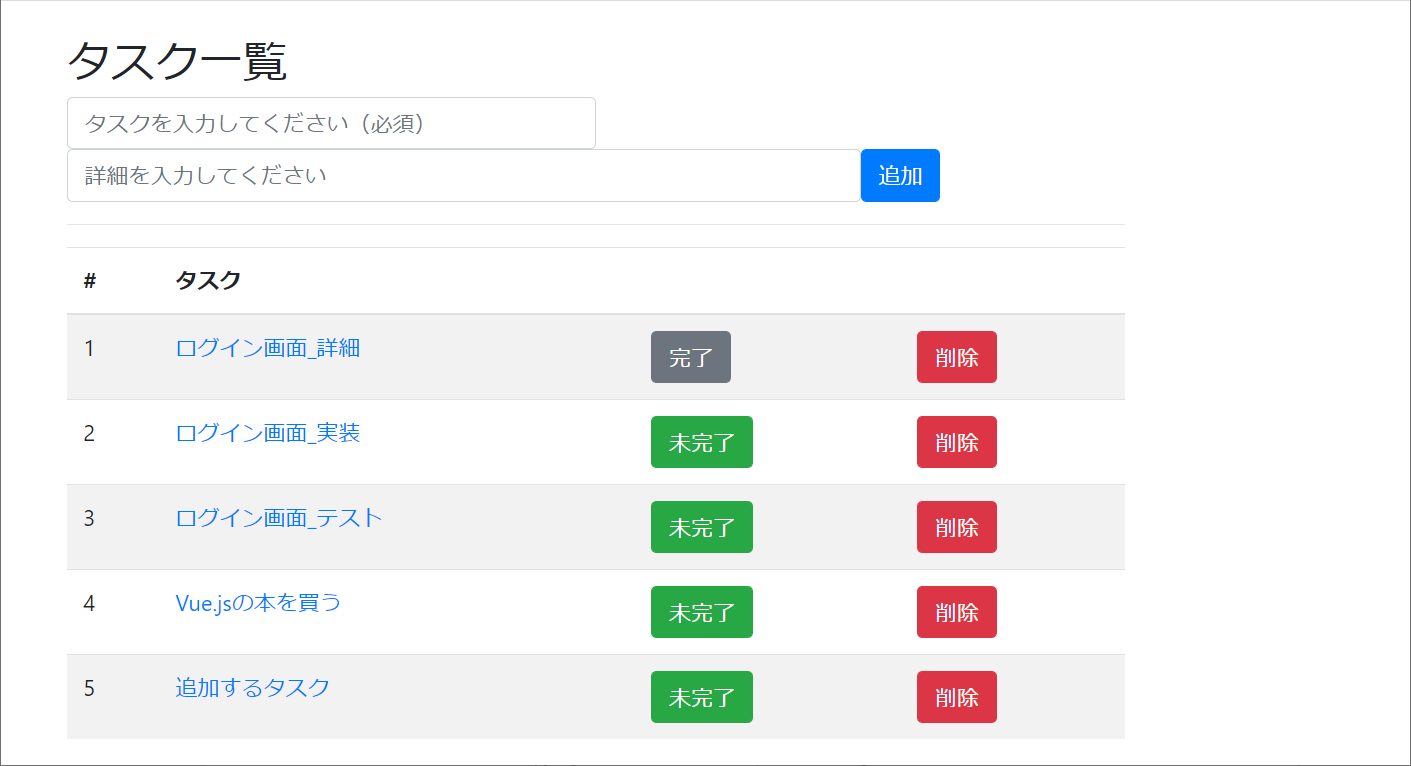 タスク一覧
タスクを入力してください（必須）
詳細を入力してください 追加
# タスク
1 ログイン画面_詳細 完了 削除
2 ログイン画面_実装 未完了 削除
3 ログイン画面_テスト 未完了 削除
4 Vue.jsの本を買う 未完了 削除
5 追加するタスク 未完了 削除